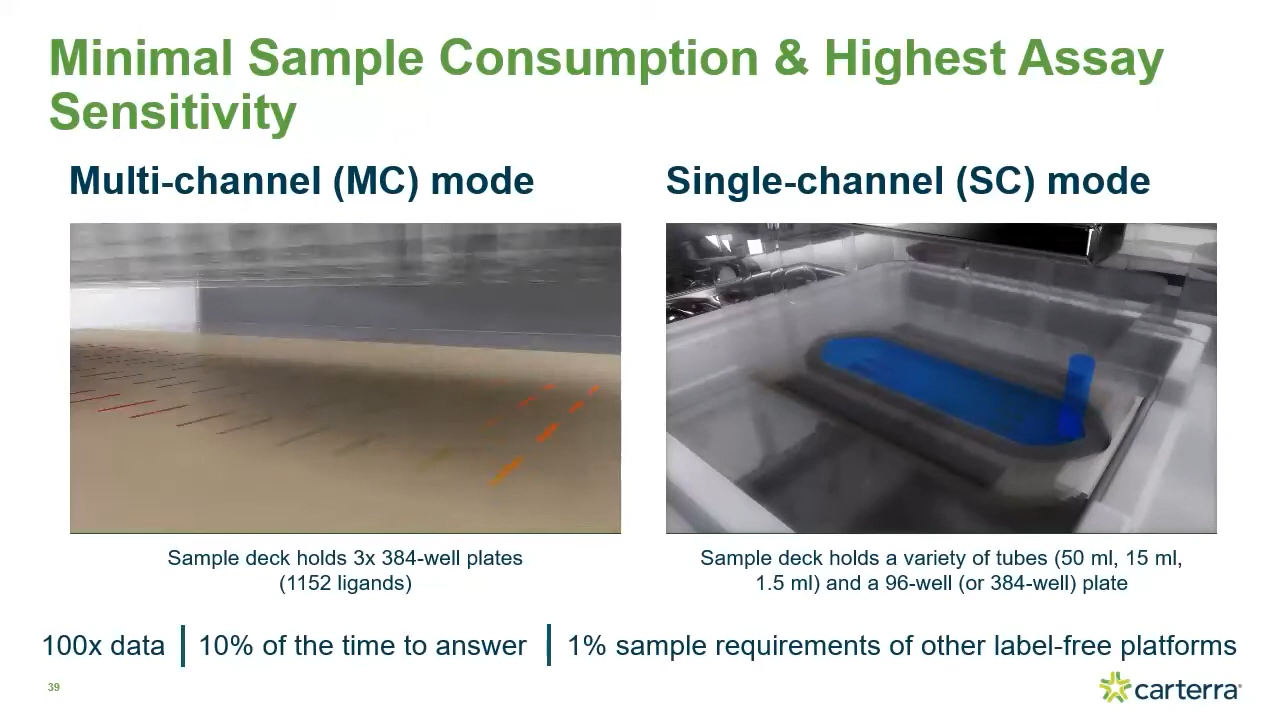 Minimal Sample Consumption & Highest Assay
Sensitivity
Multi-channel (MC) mode
Single-channel (SC) mode
Sample deck holds 3x 384-well plates
(1152 ligands)
Sample deck holds a variety of tubes (50 ml, 15 ml,
1.5 ml) and a 96-well (or 384-well) plate
100x data | 10% of the time to answer | 1% sample requirements of other label-free platforms
39
carterra